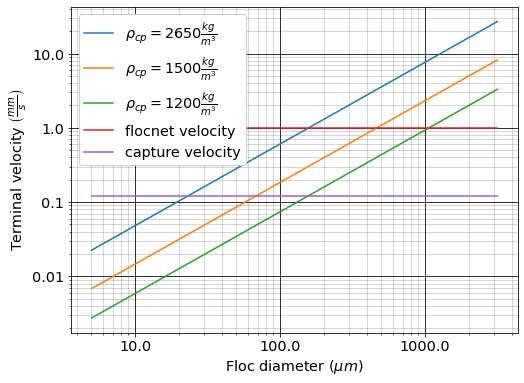 ρcp = 2650 kg/m³
ρcp = 1500 kg/m³
ρcp = 1200 kg/m³
flocnet velocity
capture velocity
Terminal velocity (mm/s)
10.0
1.0
0.1
0.01
10.0 100.0 1000.0
Floc diameter (μm)